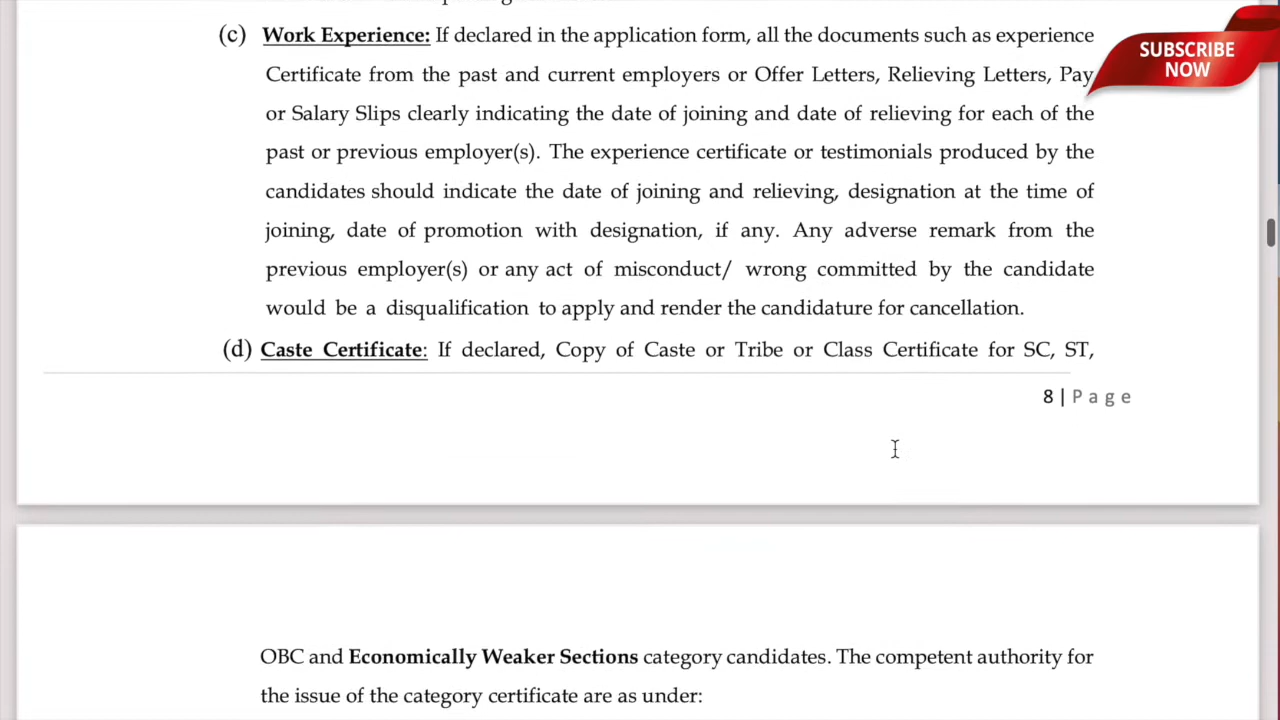 (c) Work Experience: If declared in the application form, all the documents such as experience
Certificate from the past and current employers or Offer Letters, Relieving Letters, Pay
or Salary Slips clearly indicating the date of joining and date of relieving for each of the
past or previous employer(s). The experience certificate or testimonials produced by the
candidates should indicate the date of joining and relieving, designation at the time of
joining, date of promotion with designation, if any. Any adverse remark from the
previous employer(s) or any act of misconduct/ wrong committed by the candidate
would be a disqualification to apply and render the candidature for cancellation.
(d) Caste Certificate: If declared, Copy of Caste or Tribe or Class Certificate for SC, ST,
8 | Page
OBC and Economically Weaker Sections category candidates. The competent authority for
the issue of the category certificate are as under:
SUBSCRIBE
NOW